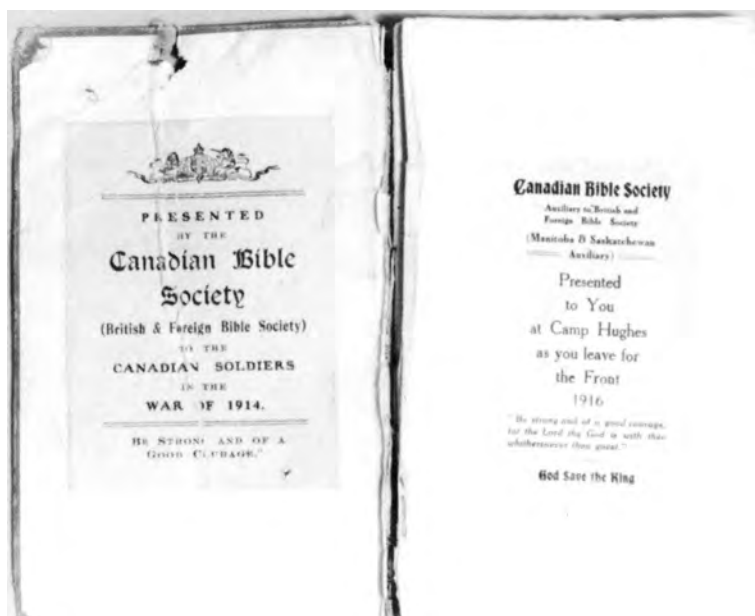 PRESENTED
BY THE
Canadian Bible
Society
(British & Foreign Bible Society)
TO THE
CANADIAN SOLDIERS
IN THE
WAR OF 1914.
BE STRONG AND OF A
GOOD COURAGE."
Canadian Bible Society
Auxiliary to British and
Foreign Bible Society
(Manitoba & Saskatchewan
Auxiliary)
Presented
to You
at Camp Hughes
as you leave for
the Front
1916
"Be strong and of a good courage,
for the Lord thy God is with thee
whithersoever thou goest."
God Save the King